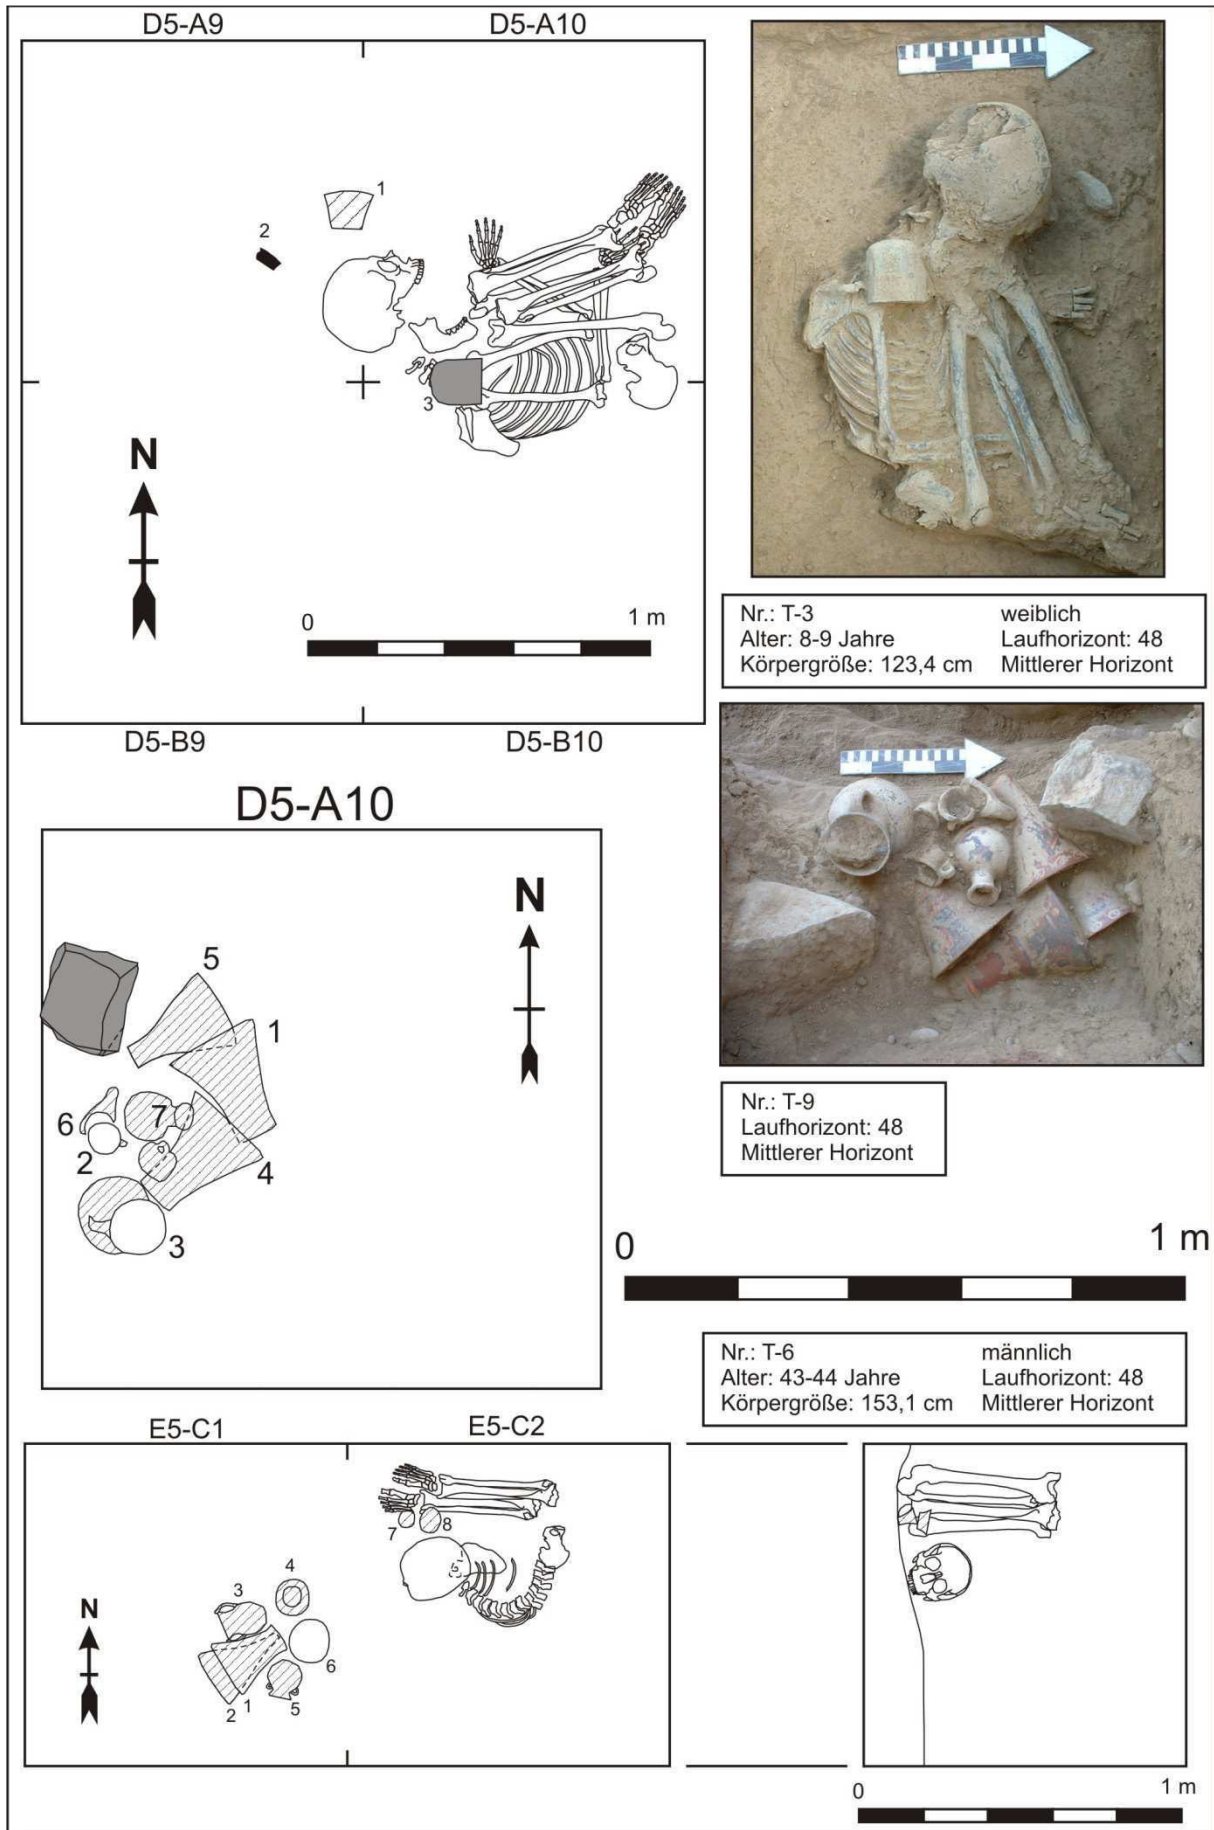 D5-A9 D5-A10
1
2
3
N
0 1 m
D5-B9 D5-B10
Nr.: T-3 weiblich
Alter: 8-9 Jahre Laufhorizont: 48
Körpergröße: 123,4 cm Mittlerer Horizont
D5-A10
N
5
1
6
7
2
4
3
Nr.: T-9
Laufhorizont: 48
Mittlerer Horizont
0 1 m
Nr.: T-6 männlich
Alter: 43-44 Jahre Laufhorizont: 48
Körpergröße: 153,1 cm Mittlerer Horizont
E5-C1 E5-C2
7 8
4
3
N
6
1
2 5
0 1 m